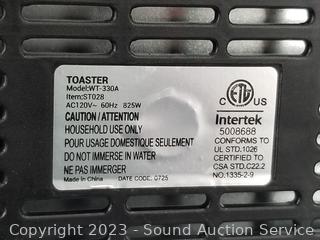 TOASTER
Model:WT-330A
Item:ST028
AC120V~ 60Hz 825W
CAUTION / ATTENTION
HOUSEHOLD USE ONLY
POUR USAGE DOMESTIQUE SEULEMENT
DO NOT IMMERSE IN WATER
NE PAS IMMERGER
Made in China DATE CODE: 0725
ETL
C US
Intertek
5008688
CONFORMS TO
UL STD.1026
CERTIFIED TO
CSA STD.C22.2
NO.1335-2-9
Copyright 2023 - Sound Auction Service